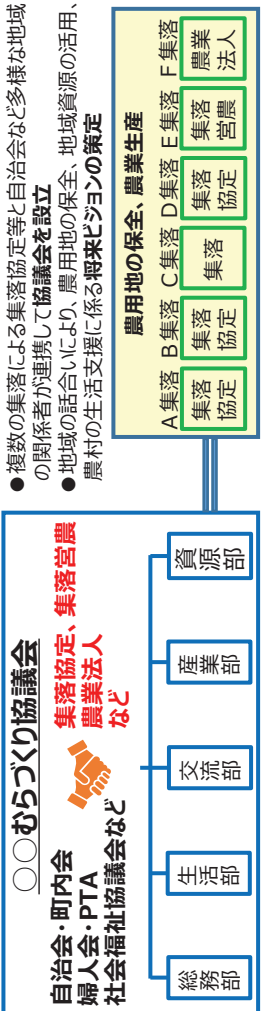 ○○むらづくり協議会
自治会・町内会
婦人会・PTA
社会福祉協議会など
集落協定、集落営農
農業法人
など
総務部
生活部
交流部
産業部
資源部
●複数の集落による集落協定等と自治会など多様な地域
の関係者が連携して協議会を設立
●地域の話合いにより、農用地の保全、地域資源の活用、
農村の生活支援に係る将来ビジョンの策定
農用地の保全、農業生産
A集落 B集落 C集落 D集落 E集落 F集落
集落協定 集落協定 集落 集落協定 集落営農 農業法人